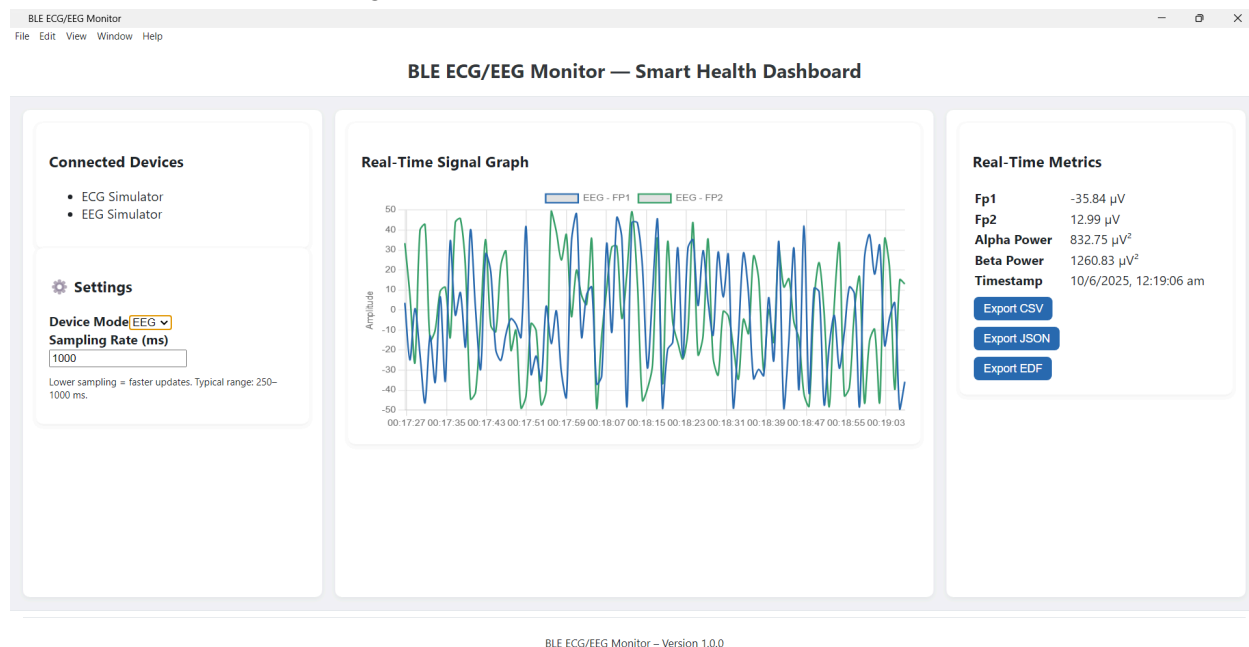 BLE ECG/EEG Monitor
File Edit View Window Help
BLE ECG/EEG Monitor — Smart Health Dashboard
Connected Devices
ECG Simulator
EEG Simulator
Settings
Device Mode EEG
Sampling Rate (ms)
1000
Lower sampling = faster updates. Typical range: 250–
1000 ms.
Real-Time Signal Graph
EEG - FP1 EEG - FP2
Amplitude
50
40
30
20
10
0
-10
-20
-30
-40
-50
00:17:27 00:17:35 00:17:43 00:17:51 00:17:59 00:18:07 00:18:15 00:18:23 00:18:31 00:18:39 00:18:47 00:18:55 00:19:03
Real-Time Metrics
Fp1 -35.84 µV
Fp2 12.99 µV
Alpha Power 832.75 µV²
Beta Power 1260.83 µV²
Timestamp 10/6/2025, 12:19:06 am
Export CSV
Export JSON
Export EDF
BLE ECG/EEG Monitor – Version 1.0.0